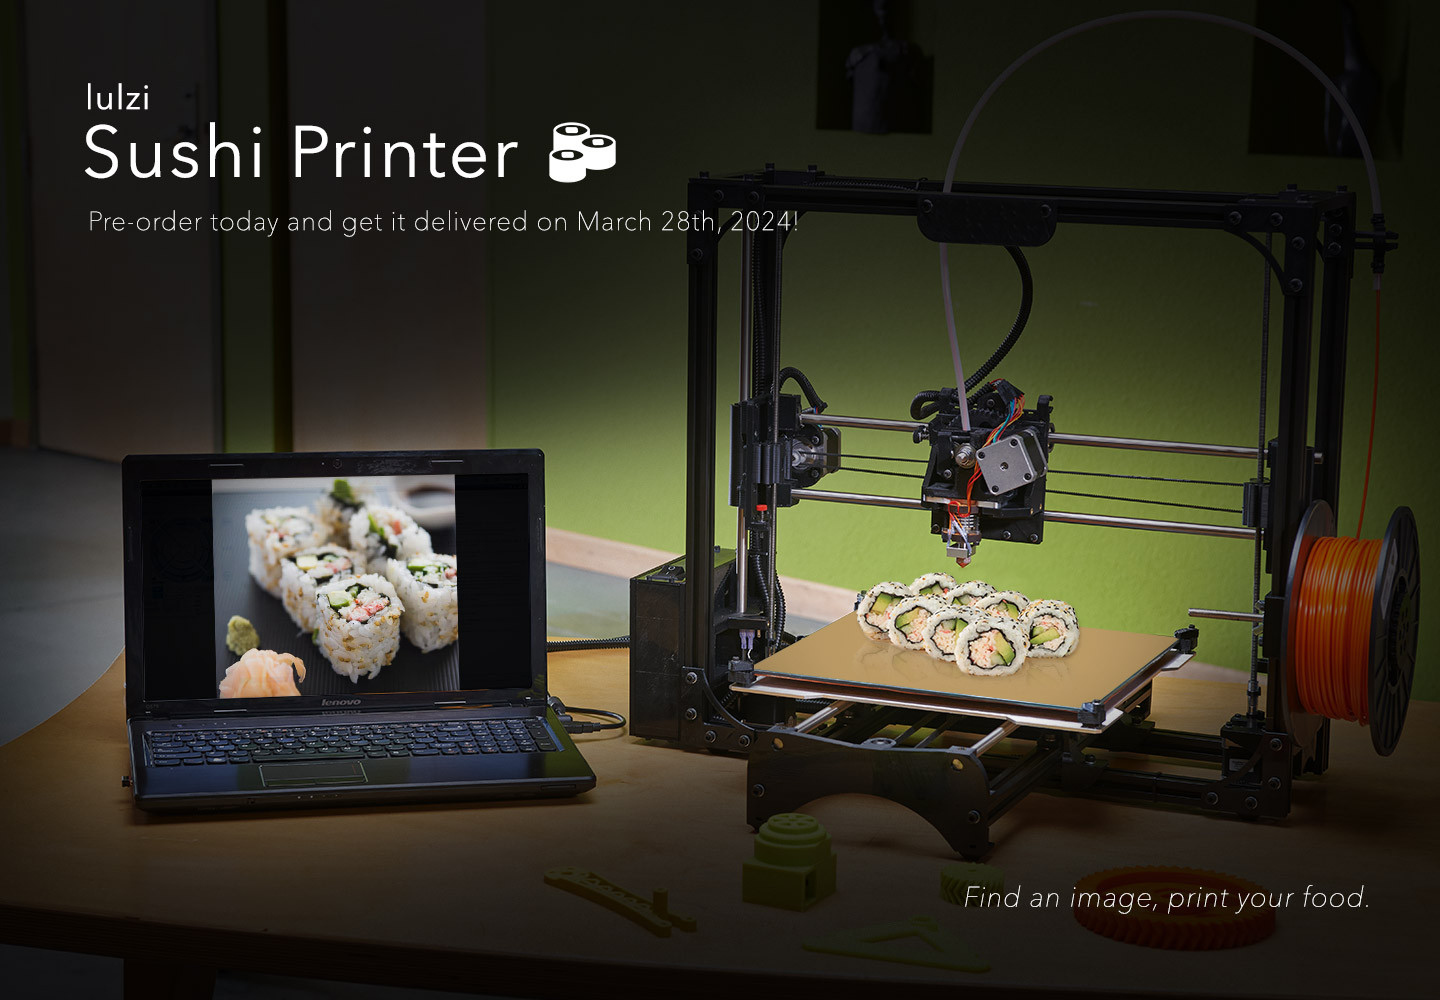 lulzi
Sushi Printer
Pre-order today and get it delivered on March 28th, 2024!
lenovo
Find an image, print your food.